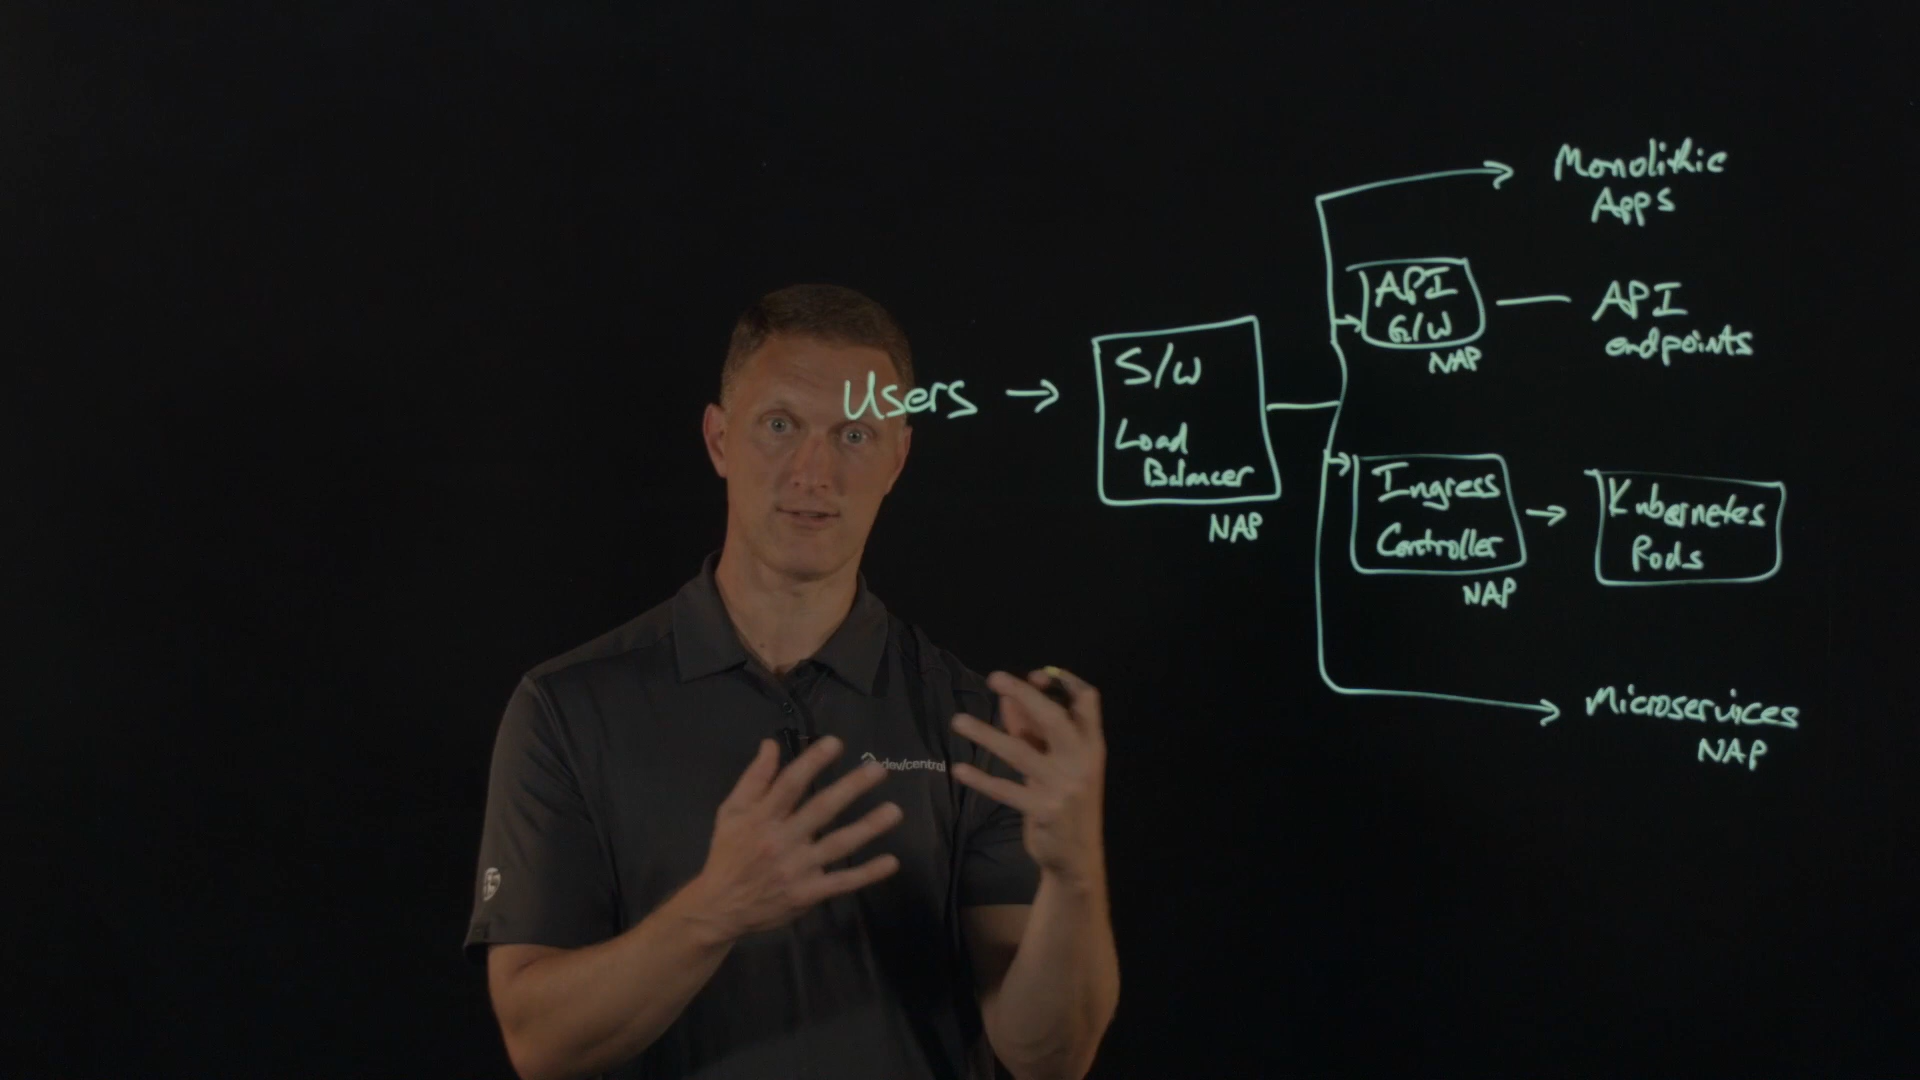 Users
S/W
Load
Balancer
NAP
Monolithic
Apps
API
G/W
NAP
API
endpoints
Ingress
Controller
NAP
Kubernetes
Pods
Microservices
NAP
dev/central